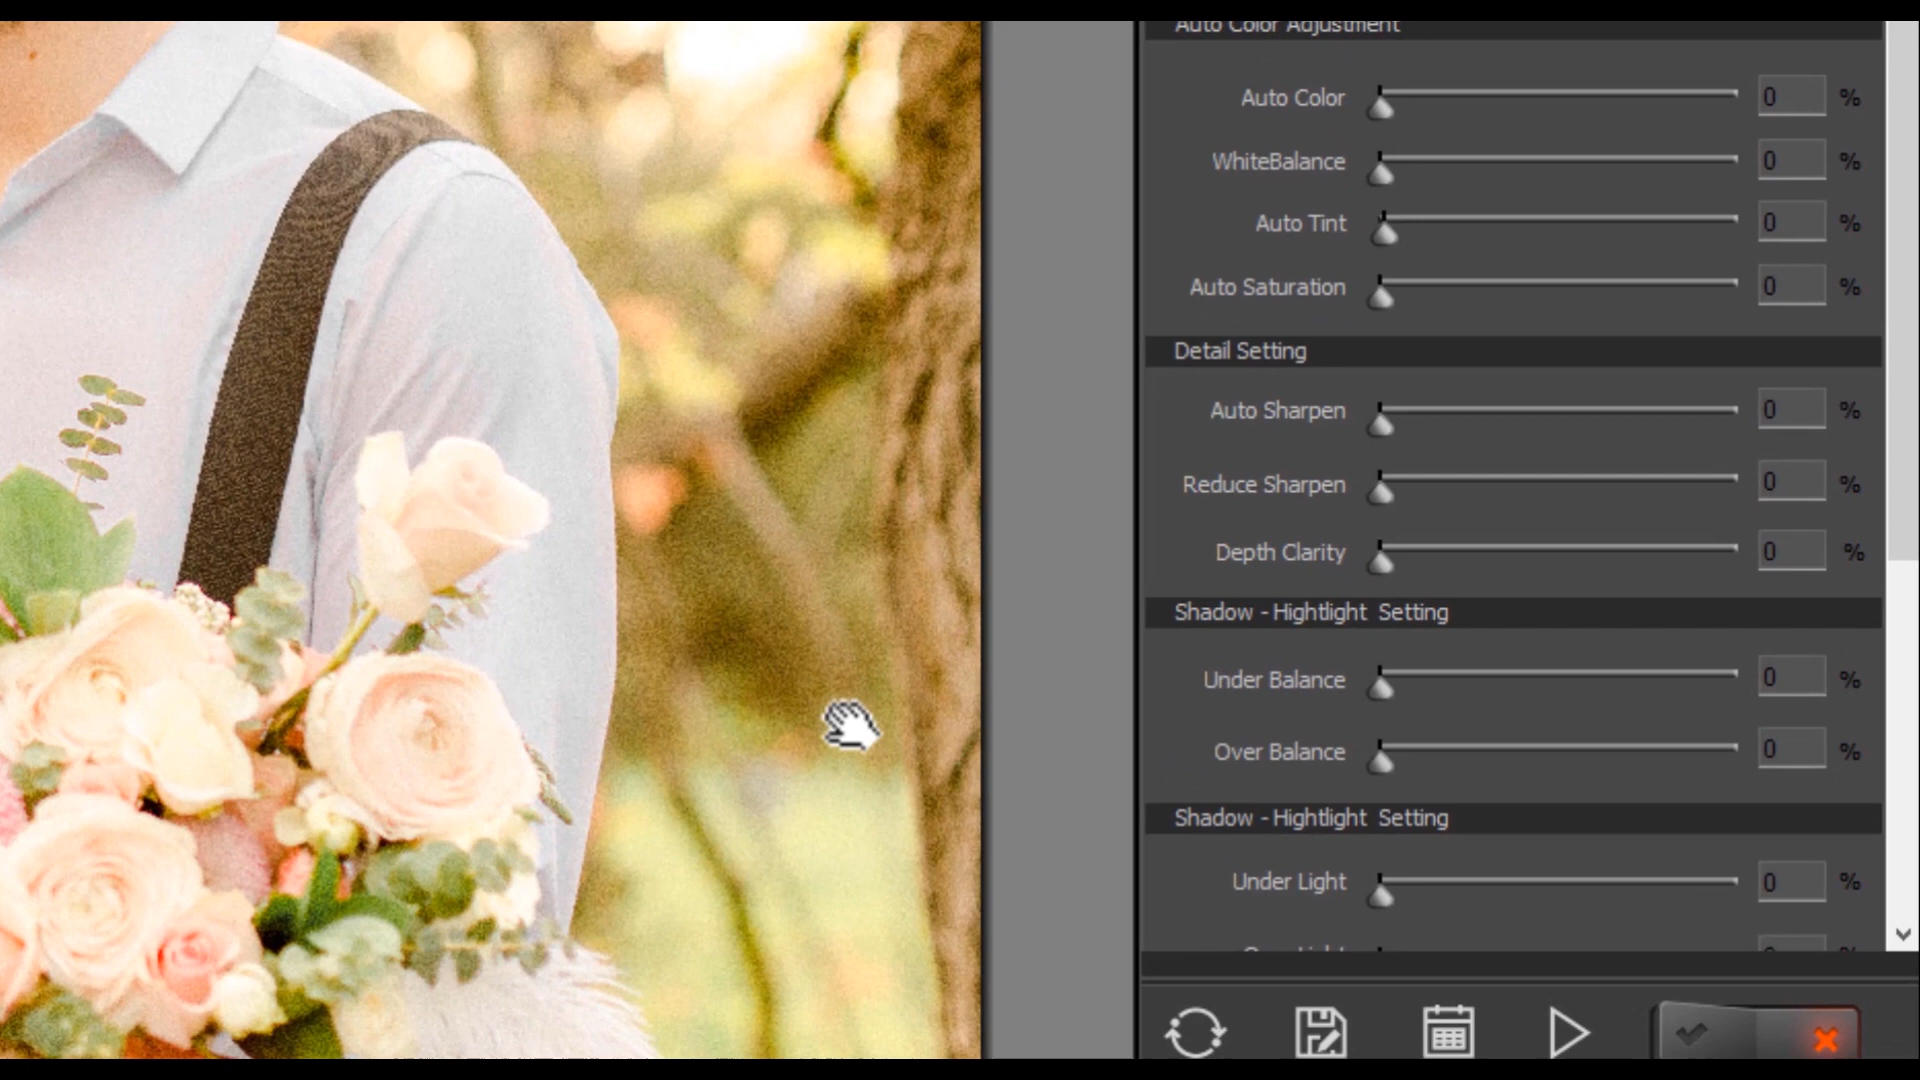 Auto Color Adjustment
Auto Color 0 %
WhiteBalance 0 %
Auto Tint 0 %
Auto Saturation 0 %
Detail Setting
Auto Sharpen 0 %
Reduce Sharpen 0 %
Depth Clarity 0 %
Shadow - Hightlight Setting
Under Balance 0 %
Over Balance 0 %
Shadow - Hightlight Setting
Under Light 0 %